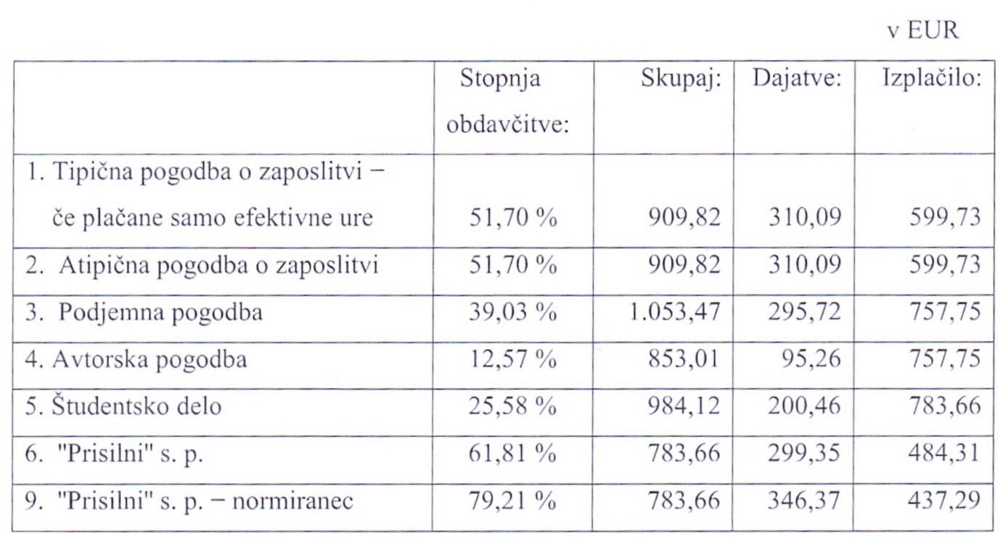 v EUR
Stopnja obdavčitve: Skupaj: Dajatve: Izplačilo:
1. Tipična pogodba o zaposlitvi –
če plačane samo efektivne ure 51,70 % 909,82 310,09 599,73
2. Atipična pogodba o zaposlitvi 51,70 % 909,82 310,09 599,73
3. Podjemna pogodba 39,03 % 1.053,47 295,72 757,75
4. Avtorska pogodba 12,57 % 853,01 95,26 757,75
5. Študentsko delo 25,58 % 984,12 200,46 783,66
6. "Prisilni" s. p. 61,81 % 783,66 299,35 484,31
9. "Prisilni" s. p. – normiranec 79,21 % 783,66 346,37 437,29